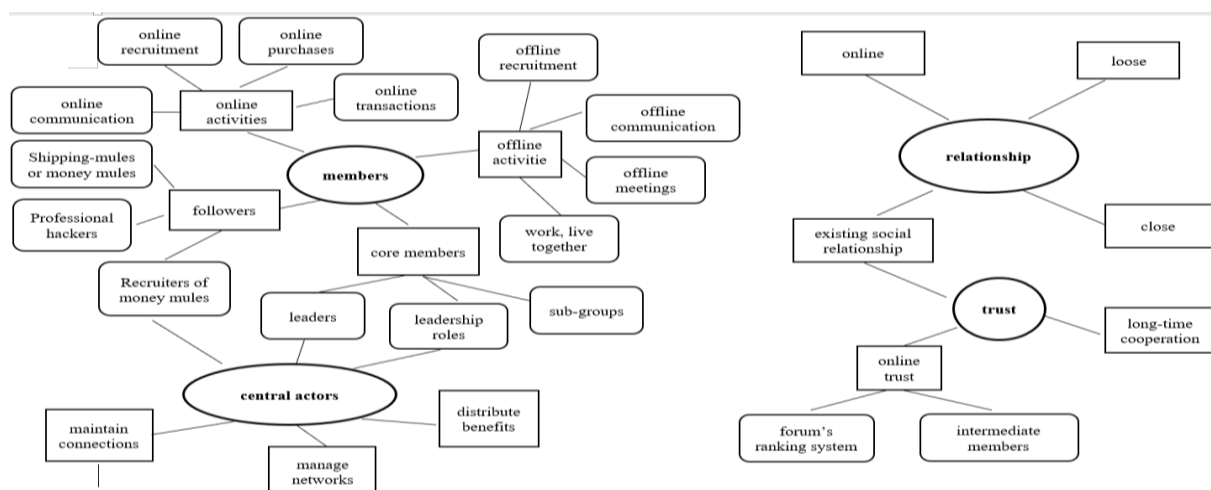 online
recruitment
online
purchases
online
communication
online
activities
online
transactions
offline
recruitment
offline
communication
offline
activitie
offline
meetings
work, live
together
members
Shipping-mules
or money mules
followers
Professional
hackers
Recruiters of
money mules
core members
leaders
leadership
roles
sub-groups
central actors
maintain
connections
manage
networks
distribute
benefits
online
loose
relationship
existing social
relationship
close
trust
long-time
cooperation
online
trust
forum's
ranking system
intermediate
members